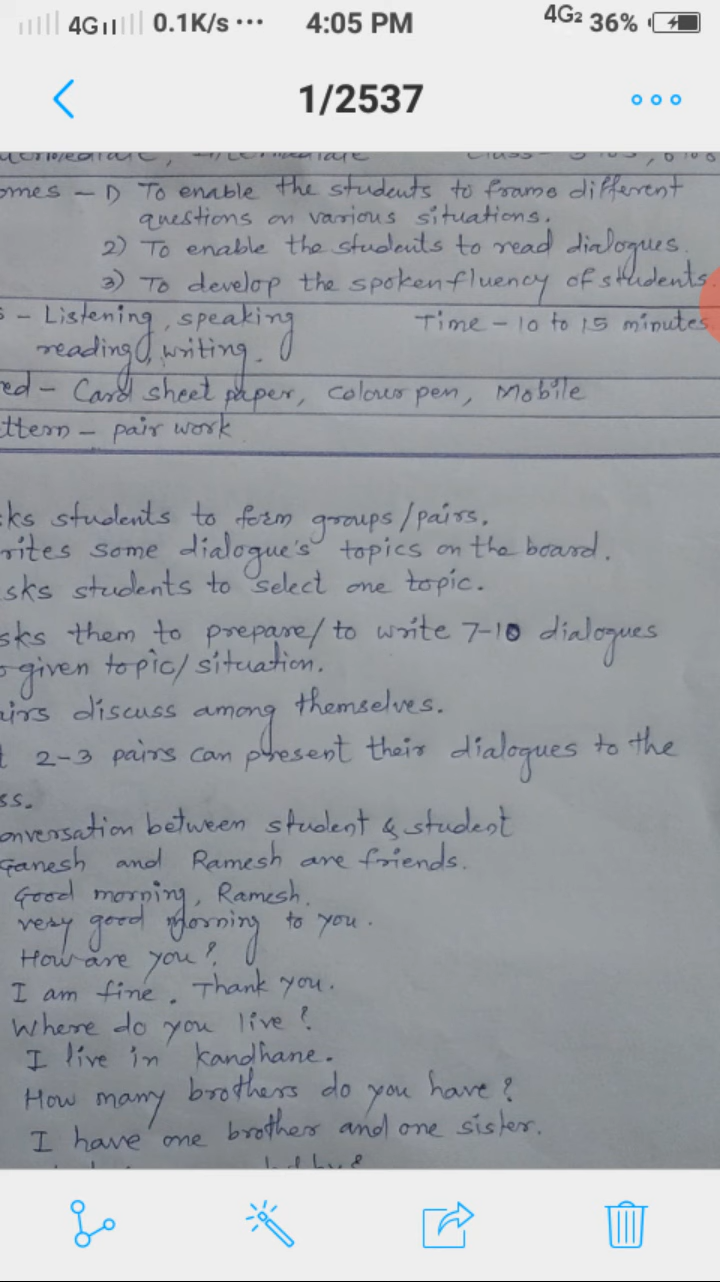 4G 0.1K/s ··· 4:05 PM 4G2 36%
1/2537
omes - 1) To enable the students to frame different
questions on various situations.
2) To enable the students to read dialogues.
3) To develop the spoken fluency of students.
s - Listening, speaking Time - 10 to 15 minutes
reading, writing.
ed - Card sheet paper, colour pen, Mobile
ttern - pair work
ks students to form groups/pairs.
rites some dialogue's topics on the board.
sks students to select one topic.
sks them to prepare/to write 7-10 dialogues
given topic/situation.
airs discuss among themselves.
t 2-3 pairs can present their dialogues to the
ss.
onversation between student & student
Ganesh and Ramesh are friends.
Good morning, Ramesh.
very good morning to you.
How are you?
I am fine. Thank you.
Where do you live?
I live in kandhane.
How many brothers do you have?
I have one brother and one sister.